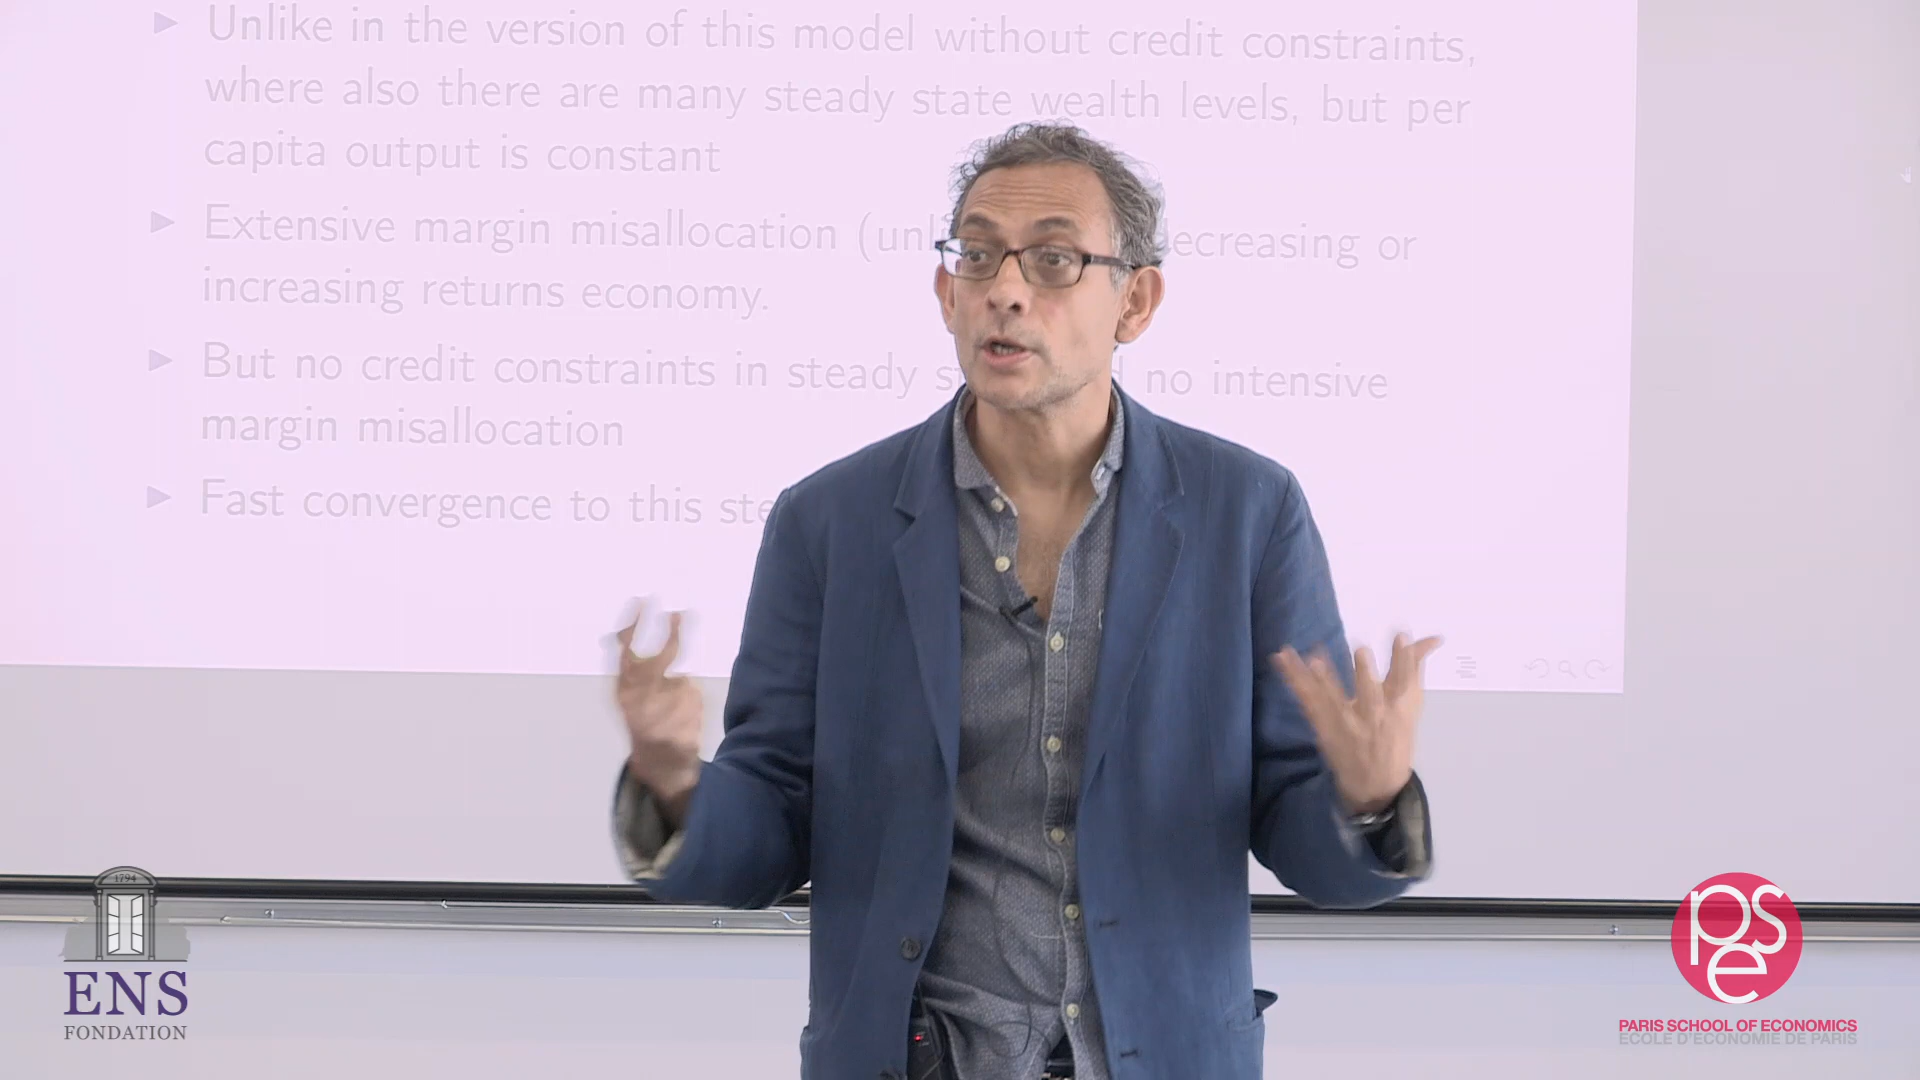 Unlike in the version of this model without credit constraints,
where also there are many steady state wealth levels, but per
capita output is constant
Extensive margin misallocation (unli ecreasing or
increasing returns economy.
But no credit constraints in steady s no intensive
margin misallocation
Fast convergence to this ste
1794
ENS
FONDATION
pse
PARIS SCHOOL OF ECONOMICS
ECOLE D'ECONOMIE DE PARIS